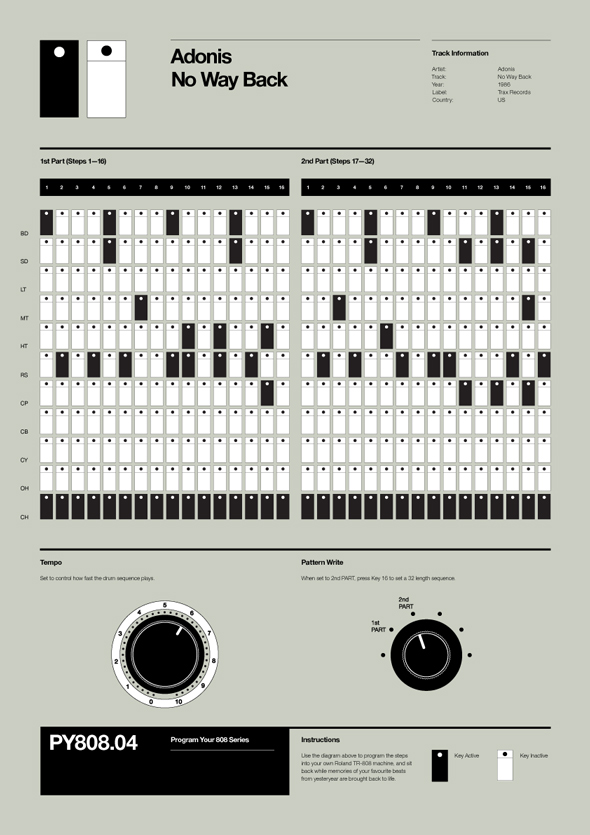 Adonis
No Way Back
Track Information
Artist: Adonis
Track: No Way Back
Year: 1986
Label: Trax Records
Country: US
1st Part (Steps 1—16)
2nd Part (Steps 17—32)
1 2 3 4 5 6 7 8 9 10 11 12 13 14 15 16
1 2 3 4 5 6 7 8 9 10 11 12 13 14 15 16
BD
SD
LT
MT
HT
RS
CP
CB
CY
OH
CH
Tempo
Set to control how fast the drum sequence plays.
0 1 2 3 4 5 6 7 8 9 10
Pattern Write
When set to 2nd PART, press Key 16 to set a 32 length sequence.
1st
PART
2nd
PART
PY808.04
Program Your 808 Series
Instructions
Use the diagram above to program the steps
into your own Roland TR-808 machine, and sit
back while memories of your favourite beats
from yesteryear are brought back to life.
Key Active
Key Inactive